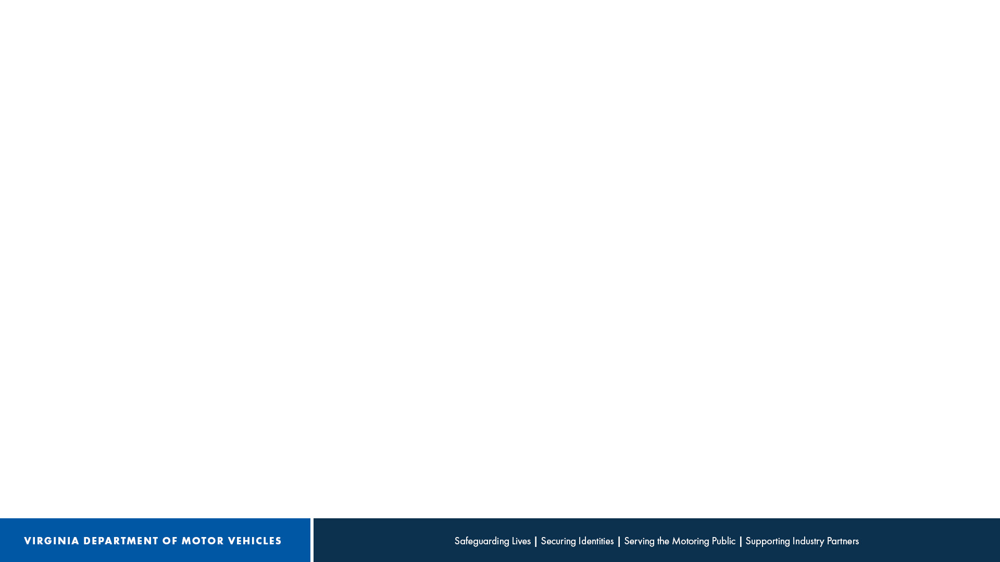 VIRGINIA DEPARTMENT OF MOTOR VEHICLES
Safeguarding Lives | Securing Identities | Serving the Motoring Public | Supporting Industry Partners